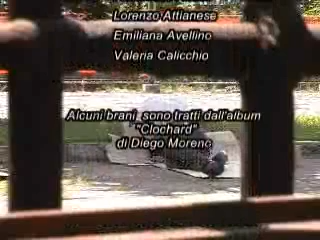 Lorenzo Attianese
Emiliana Avellino
Valeria Calicchio
Alcuni brani sono tratti dall'album
"Clochard"
di Diego Moreno